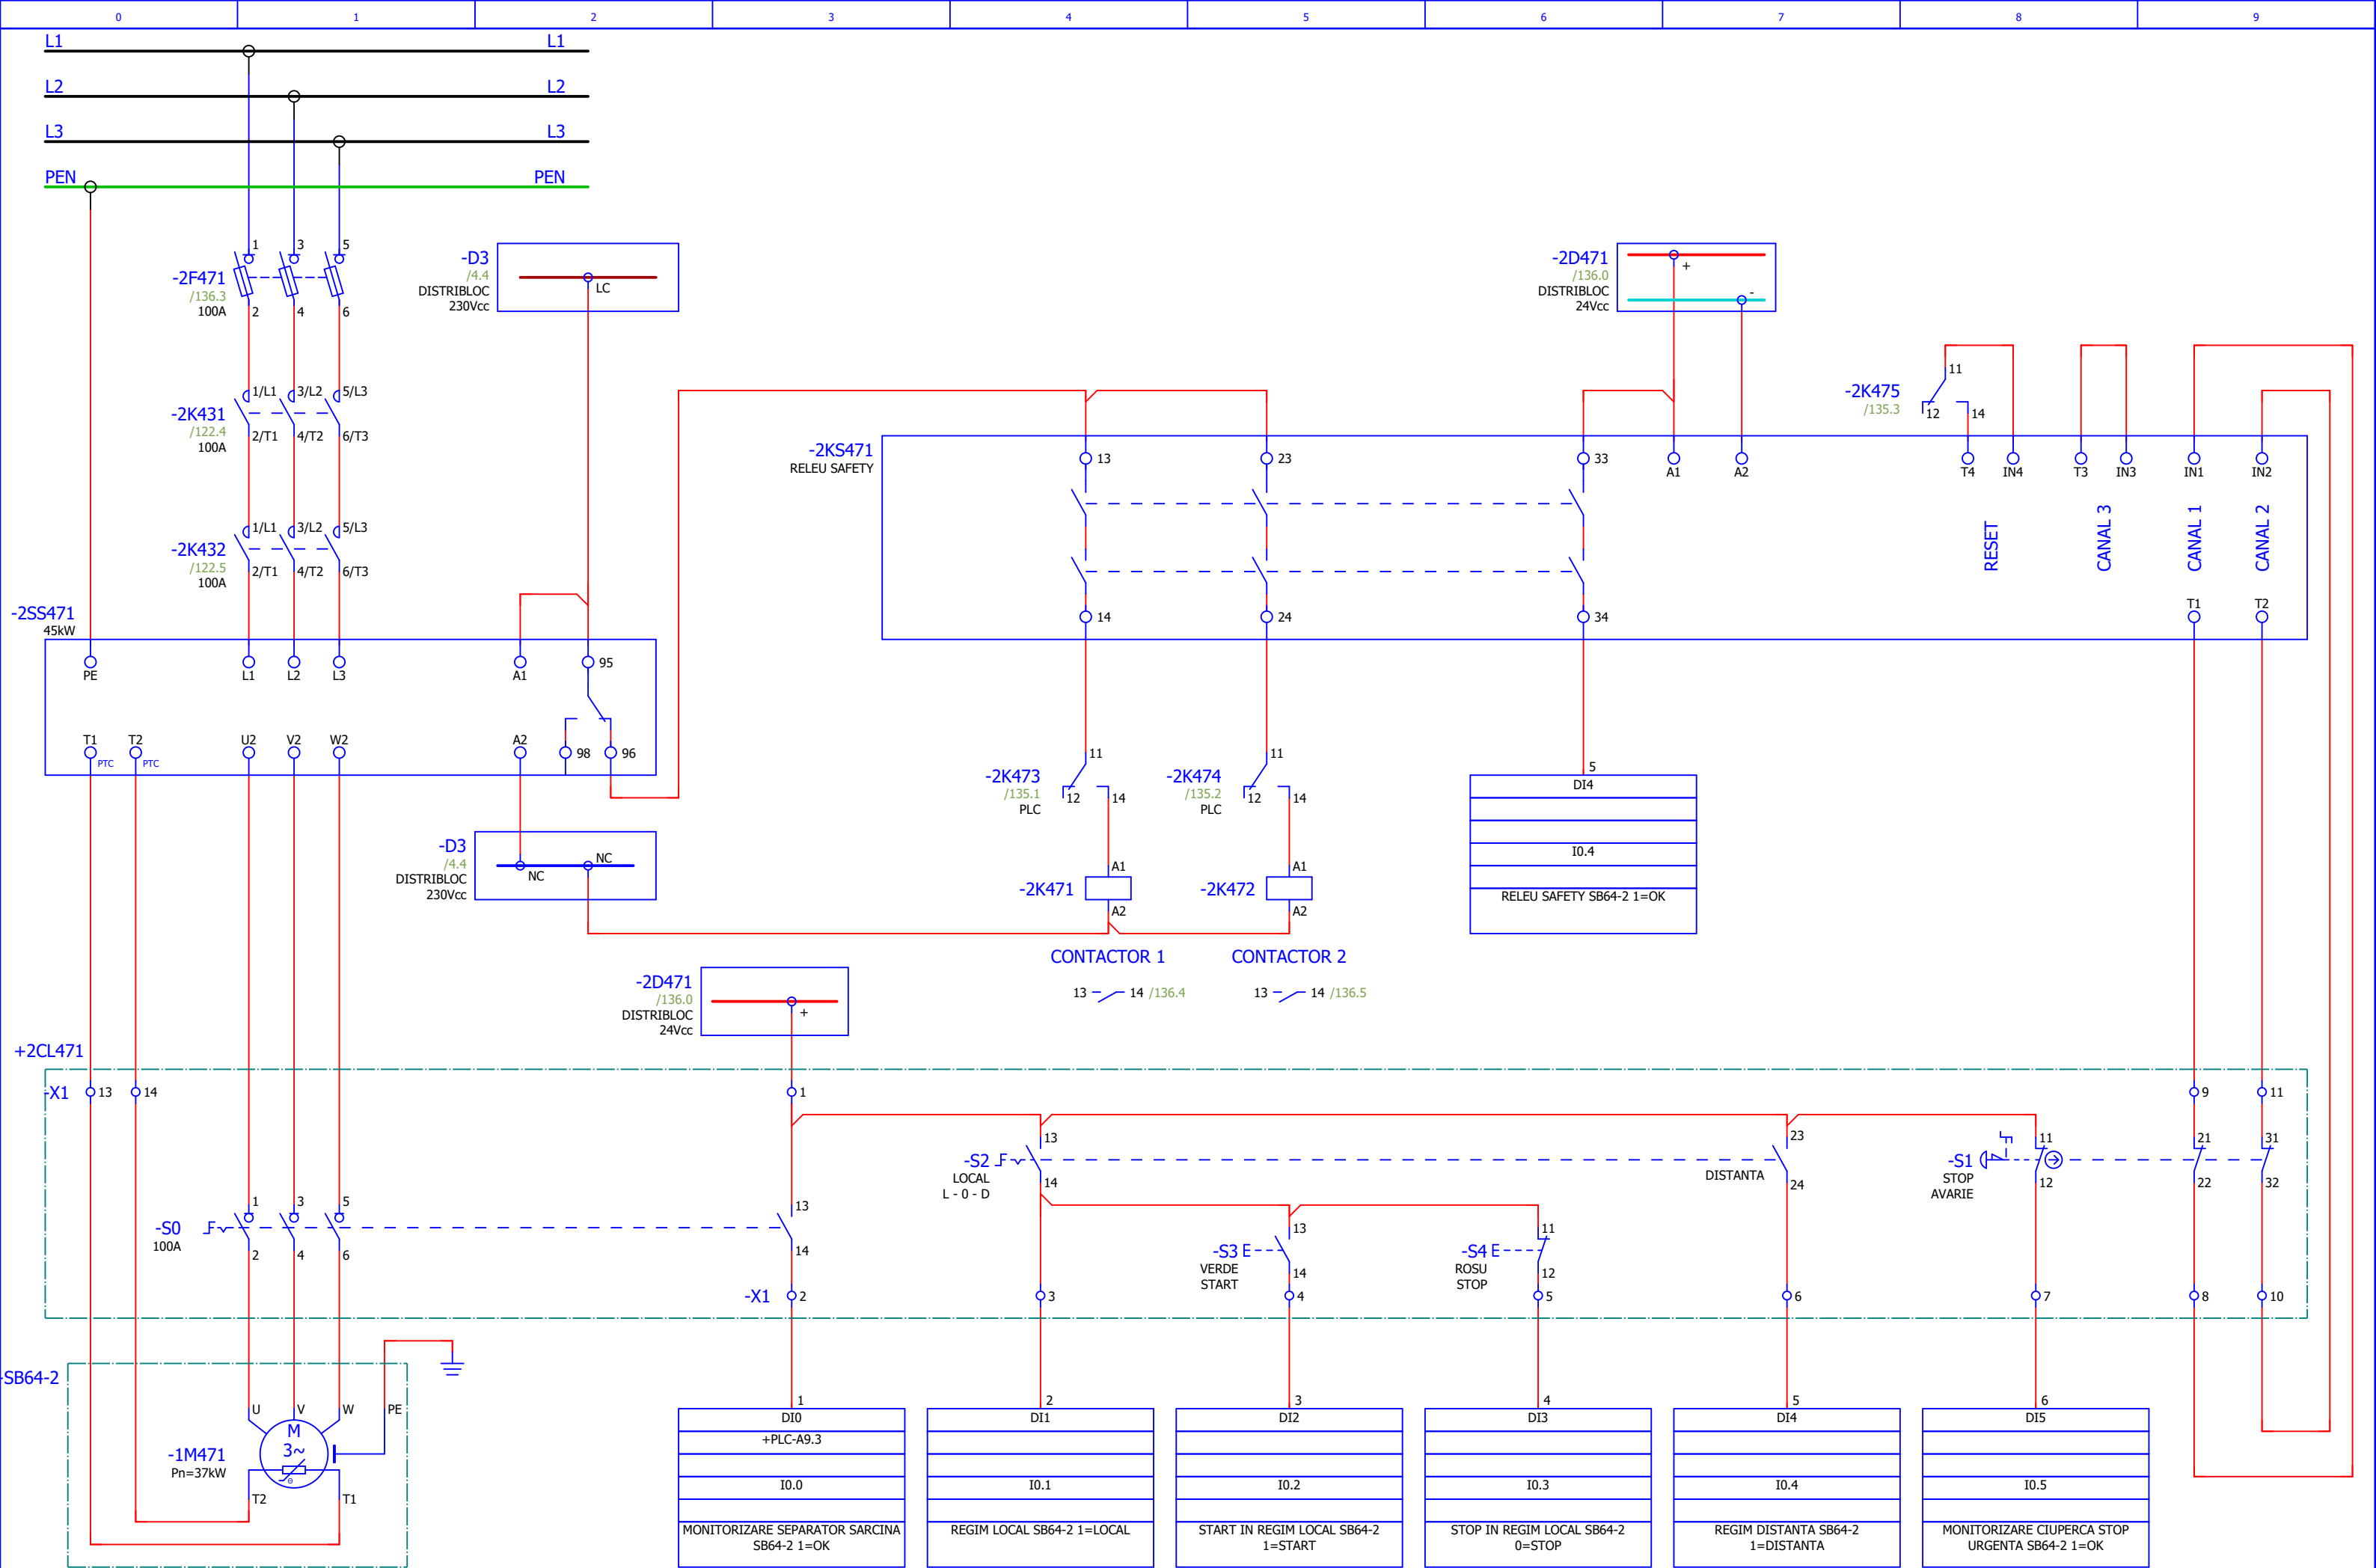 0 1 2 3 4 5 6 7 8 9
L1 L1
L2 L2
L3 L3
PEN PEN
-2F471
/136.3
100A
1 3 5
2 4 6
-D3
/4.4
DISTRIBLOC
230Vcc
LC
-2D471
/136.0
DISTRIBLOC
24Vcc
+
-
-2K431
/122.4
100A
1/L1 3/L2 5/L3
2/T1 4/T2 6/T3
-2K475
/135.3
11
12 14
-2K432
/122.5
100A
1/L1 3/L2 5/L3
2/T1 4/T2 6/T3
-2KS471
RELEU SAFETY
13 23 33
A1 A2
T4 IN4 T3 IN3 IN1 IN2
RESET
CANAL 3
CANAL 1
CANAL 2
14 24 34
T1 T2
-2SS471
45kW
PE L1 L2 L3 A1 95
T1 T2 U2 V2 W2 A2 98 96
PTC PTC
-2K473
/135.1
PLC
11
12 14
-2K474
/135.2
PLC
11
12 14
5
DI4
I0.4
RELEU SAFETY SB64-2 1=OK
-D3
/4.4
DISTRIBLOC
230Vcc
NC
NC
-2K471
A1
A2
-2K472
A1
A2
CONTACTOR 1
CONTACTOR 2
13 14 /136.4
13 14 /136.5
-2D471
/136.0
DISTRIBLOC
24Vcc
+
+2CL471
-X1 13 14 1 9 11
-S2
LOCAL
L - 0 - D
13
14
DISTANTA
23
24
-S1
STOP
AVARIE
11
12
21
22
31
32
-S0
100A
1 3 5
2 4 6
13
14
-S3
VERDE
START
13
14
-S4
ROSU
STOP
11
12
-X1 2 3 4 5 6 7 8 10
-SB64-2
U V W PE
M
3~
-1M471
Pn=37kW
T2 T1
1
DI0
+PLC-A9.3
I0.0
MONITORIZARE SEPARATOR SARCINA
SB64-2 1=OK
2
DI1
I0.1
REGIM LOCAL SB64-2 1=LOCAL
3
DI2
I0.2
START IN REGIM LOCAL SB64-2
1=START
4
DI3
I0.3
STOP IN REGIM LOCAL SB64-2
0=STOP
5
DI4
I0.4
REGIM DISTANTA SB64-2
1=DISTANTA
6
DI5
I0.5
MONITORIZARE CIUPERCA STOP
URGENTA SB64-2 1=OK